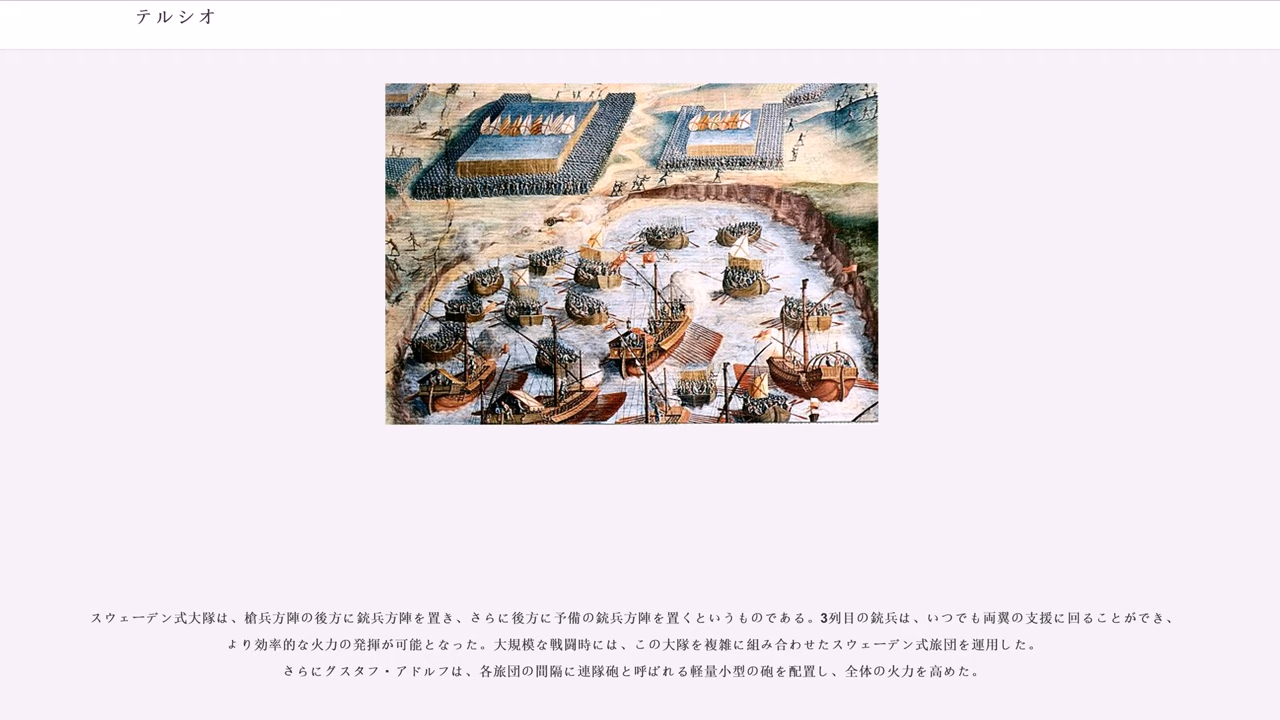 テルシオ
スウェーデン式大隊は、槍兵方陣の後方に銃兵方陣を置き、さらに後方に予備の銃兵方陣を置くというものである。3列目の銃兵は、いつでも両翼の支援に回ることができ、
より効率的な火力の発揮が可能となった。大規模な戦闘時には、この大隊を複雑に組み合わせたスウェーデン式旅団を運用した。
さらにグスタフ・アドルフは、各旅団の間隔に連隊砲と呼ばれる軽量小型の砲を配置し、全体の火力を高めた。